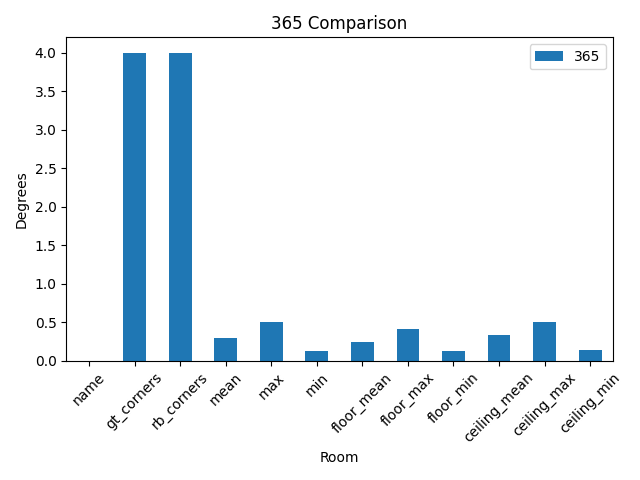 365 Comparison
365
Degrees
4.0
3.5
3.0
2.5
2.0
1.5
1.0
0.5
0.0
name
gt_corners
rb_corners
mean
max
min
floor_mean
floor_max
floor_min
ceiling_mean
ceiling_max
ceiling_min
Room